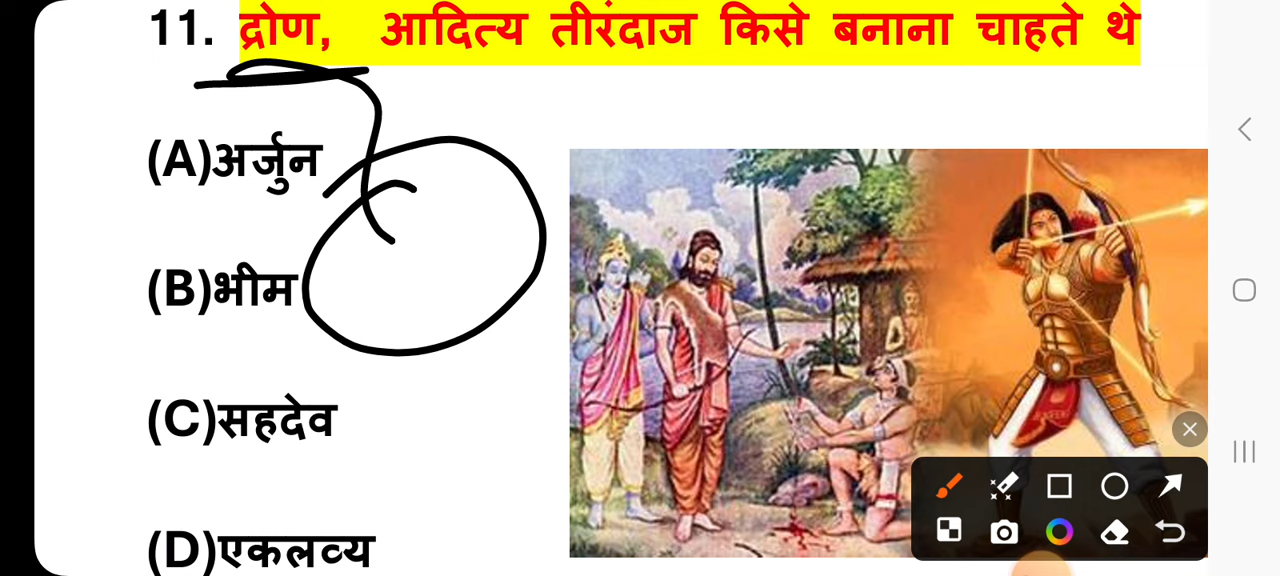 11. द्रोण, आदित्य तीरंदाज किसे बनाना चाहते थे
(A)अर्जुन
(B)भीम
(C)सहदेव
(D)एकलव्य